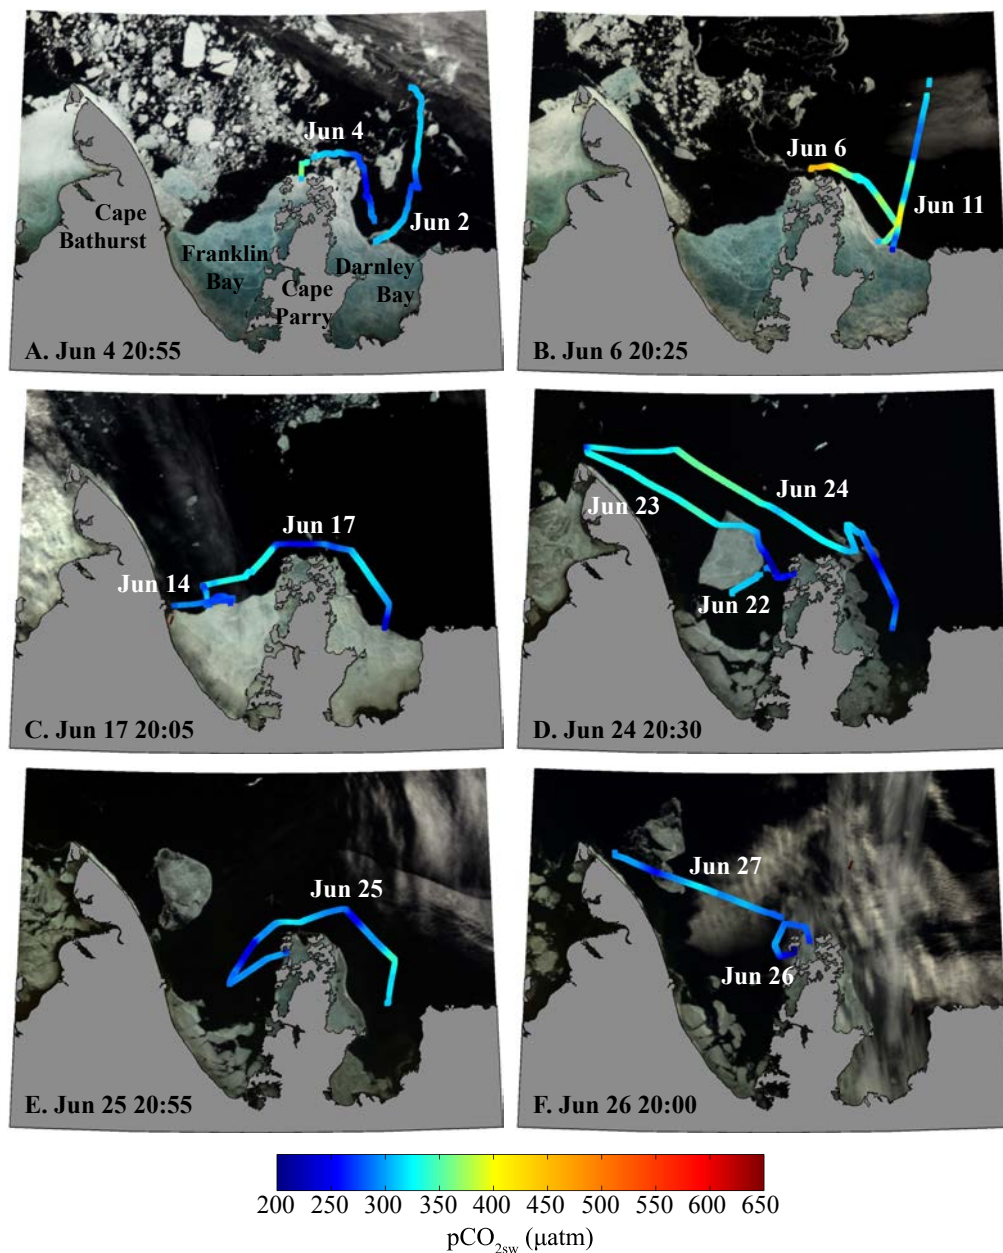 Jun 4
Jun 2
Cape
Bathurst
Franklin
Bay
Darnley
Bay
Cape
Parry
A. Jun 4 20:55
Jun 6
Jun 11
B. Jun 6 20:25
Jun 17
Jun 14
C. Jun 17 20:05
Jun 24
Jun 23
Jun 22
D. Jun 24 20:30
Jun 25
E. Jun 25 20:55
Jun 27
Jun 26
F. Jun 26 20:00
200 250 300 350 400 450 500 550 600 650
pCO2sw (µatm)